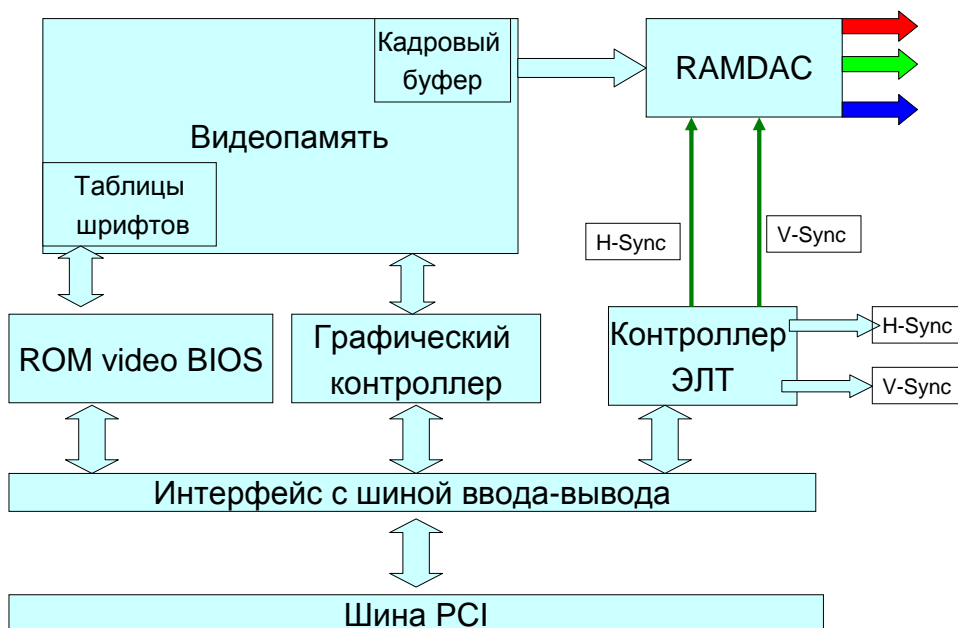 Кадровый
буфер
RAMDAC
Видеопамять
Таблицы
шрифтов
H-Sync
V-Sync
ROM video BIOS
Графический
контроллер
Контроллер
ЭЛТ
H-Sync
V-Sync
Интерфейс с шиной ввода-вывода
Шина PCI